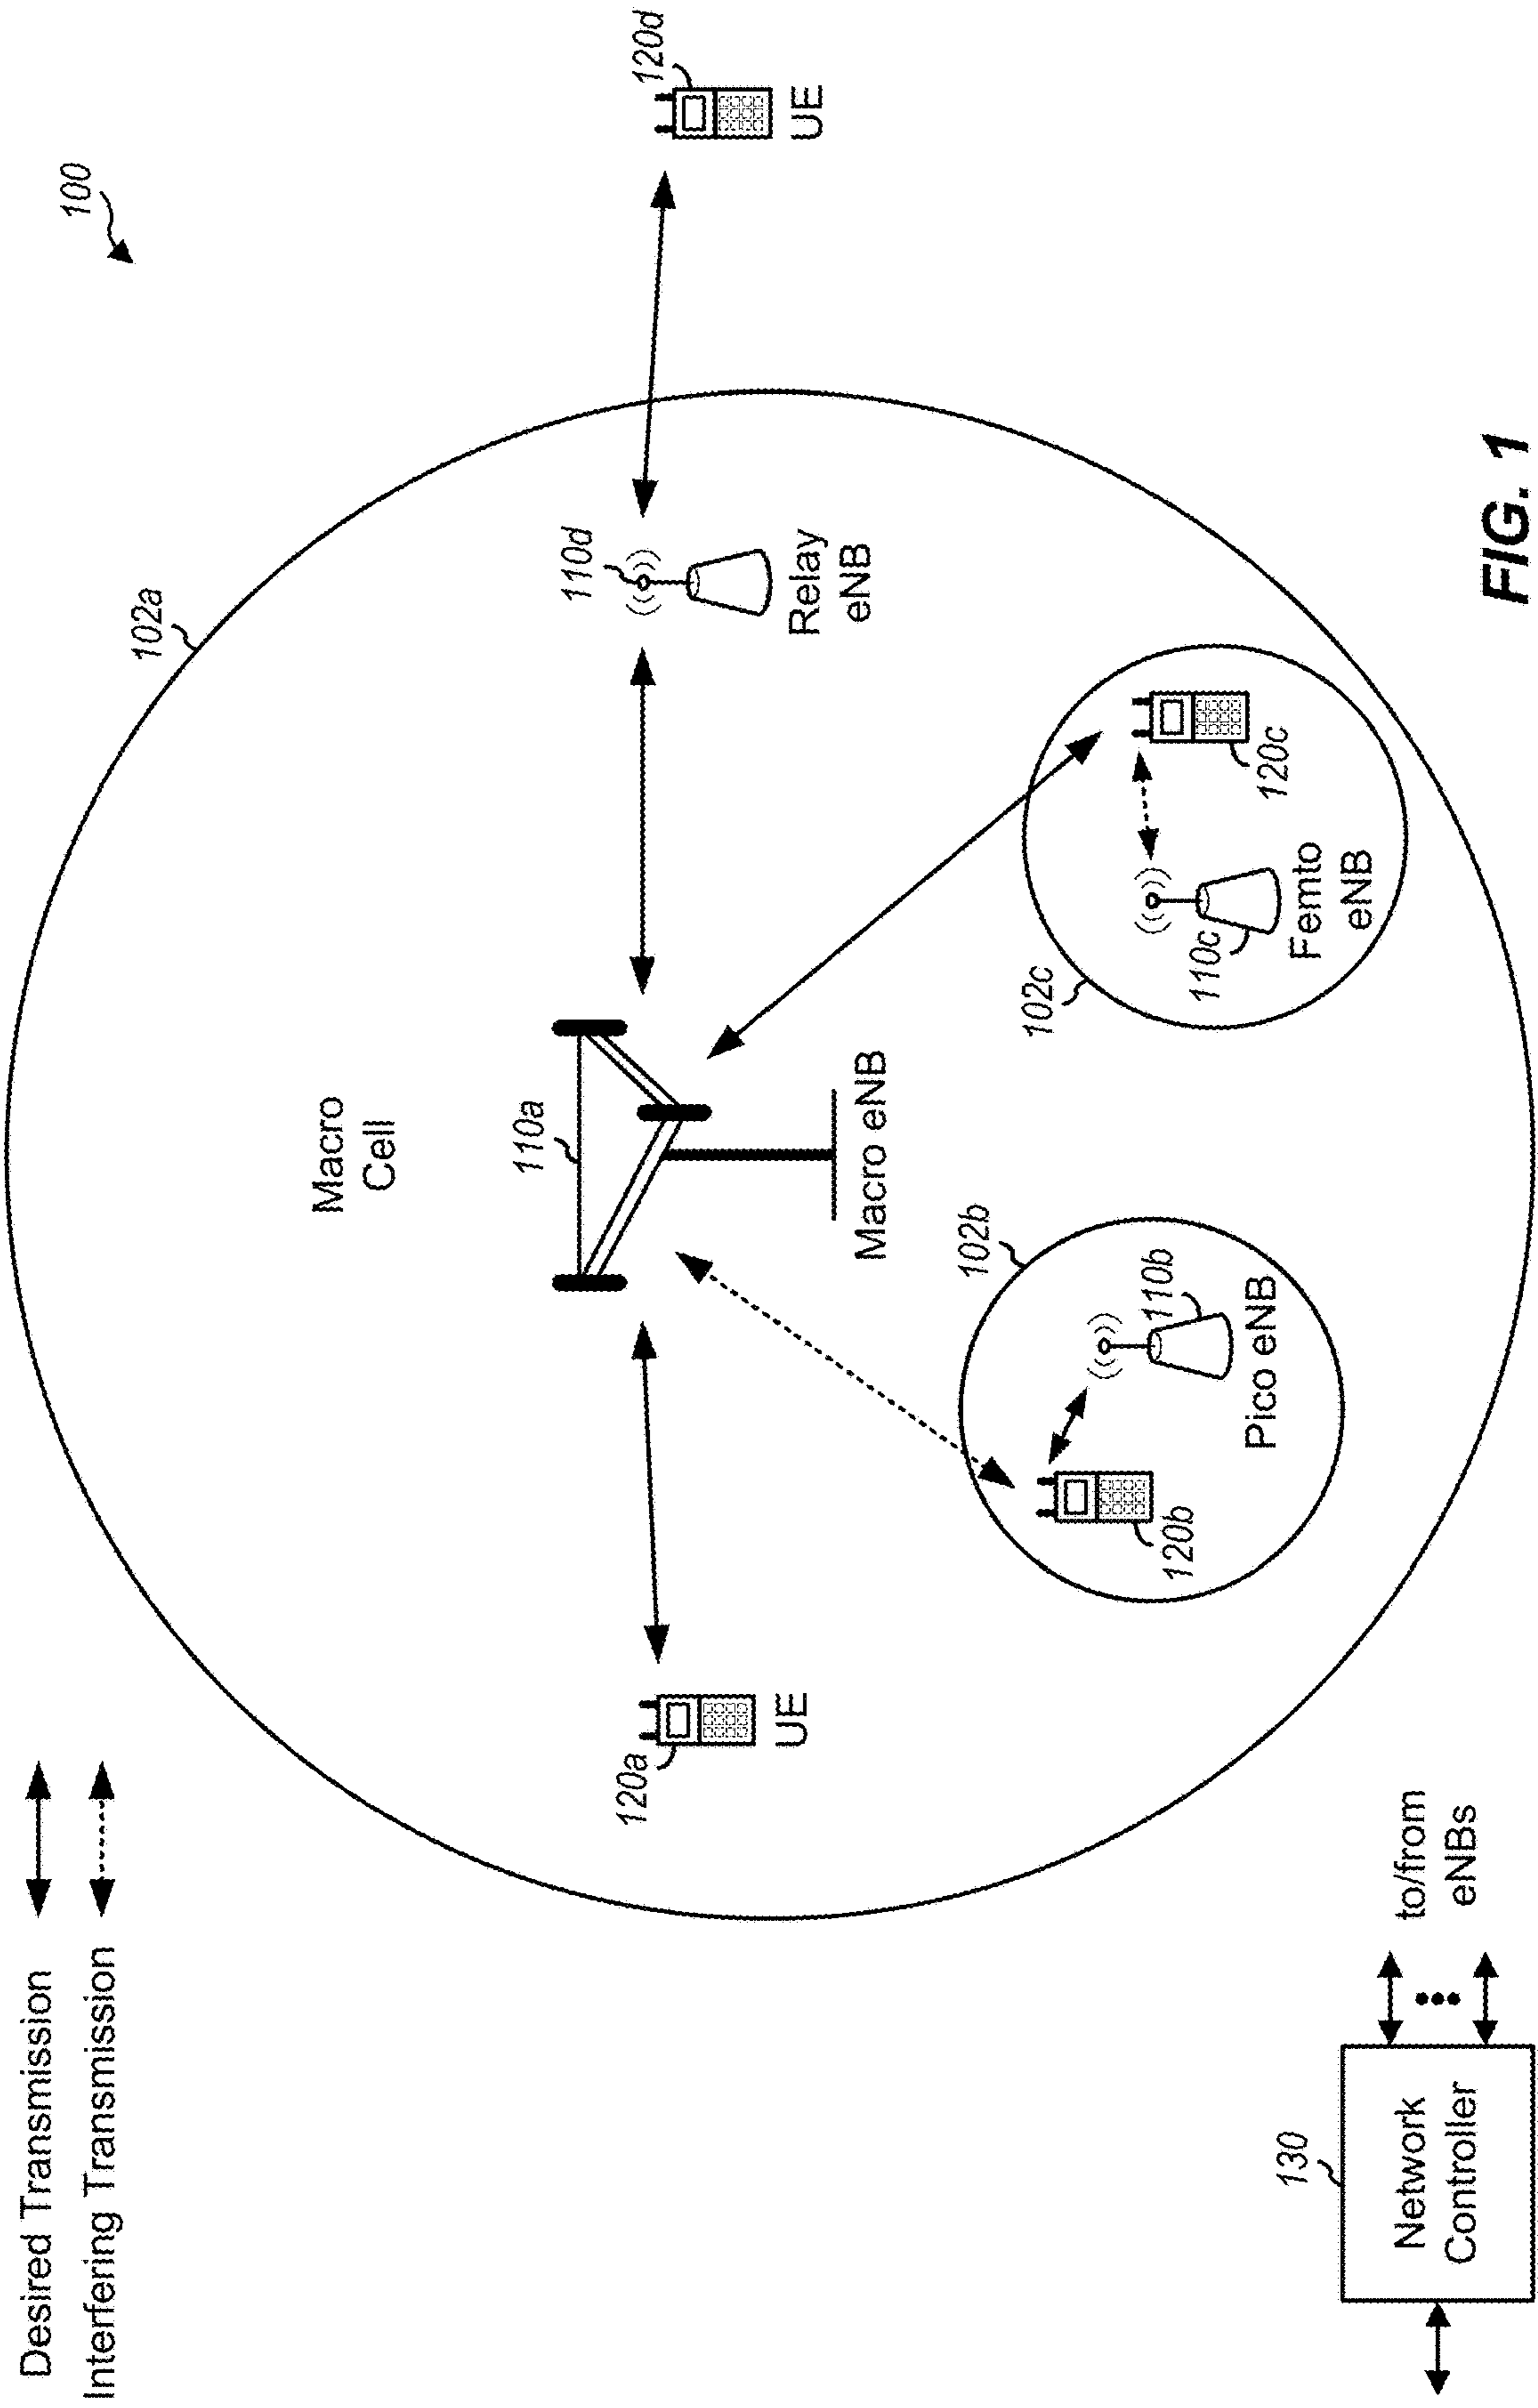 Desired Transmission
Interfering Transmission
100
102a
Macro
Cell
110a
110d
120d
120a
UE
Macro eNB
Relay
eNB
UE
102b
120b
110b
Pico eNB
102c
110c
120c
Femto
eNB
130
Network
Controller
to/from
eNBs
FIG. 1